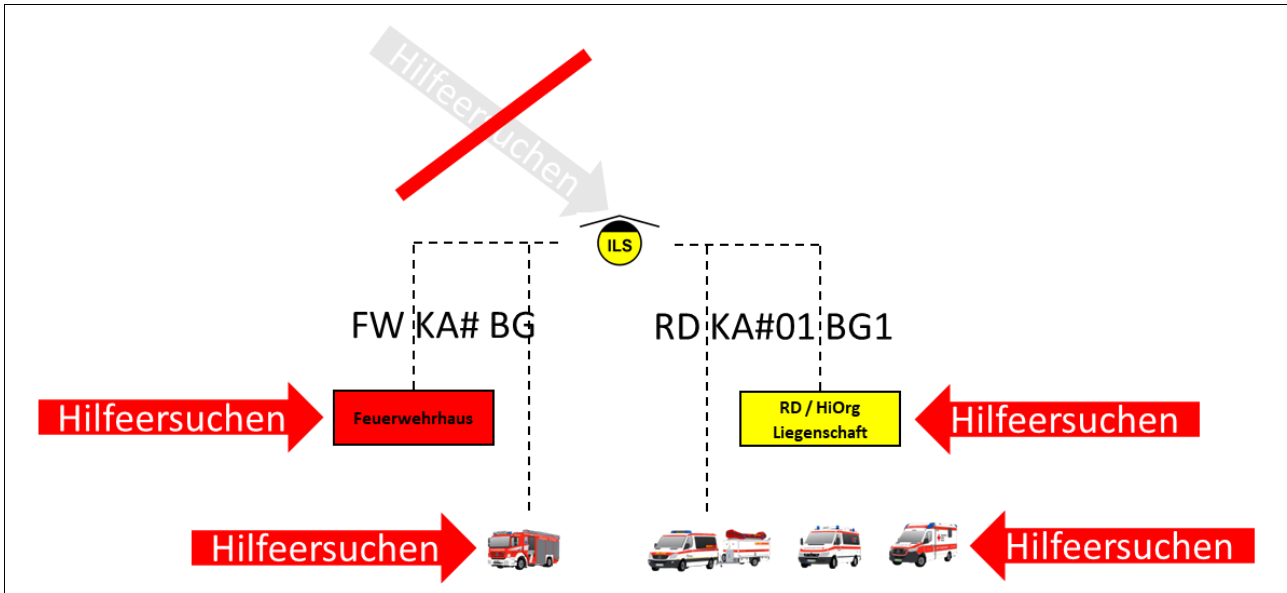 Hilfeersuchen
ILS
FW KA# BG
RD KA#01 BG1
Hilfeersuchen
Feuerwehrhaus
RD / HiOrg
Liegenschaft
Hilfeersuchen
Hilfeersuchen
Hilfeersuchen